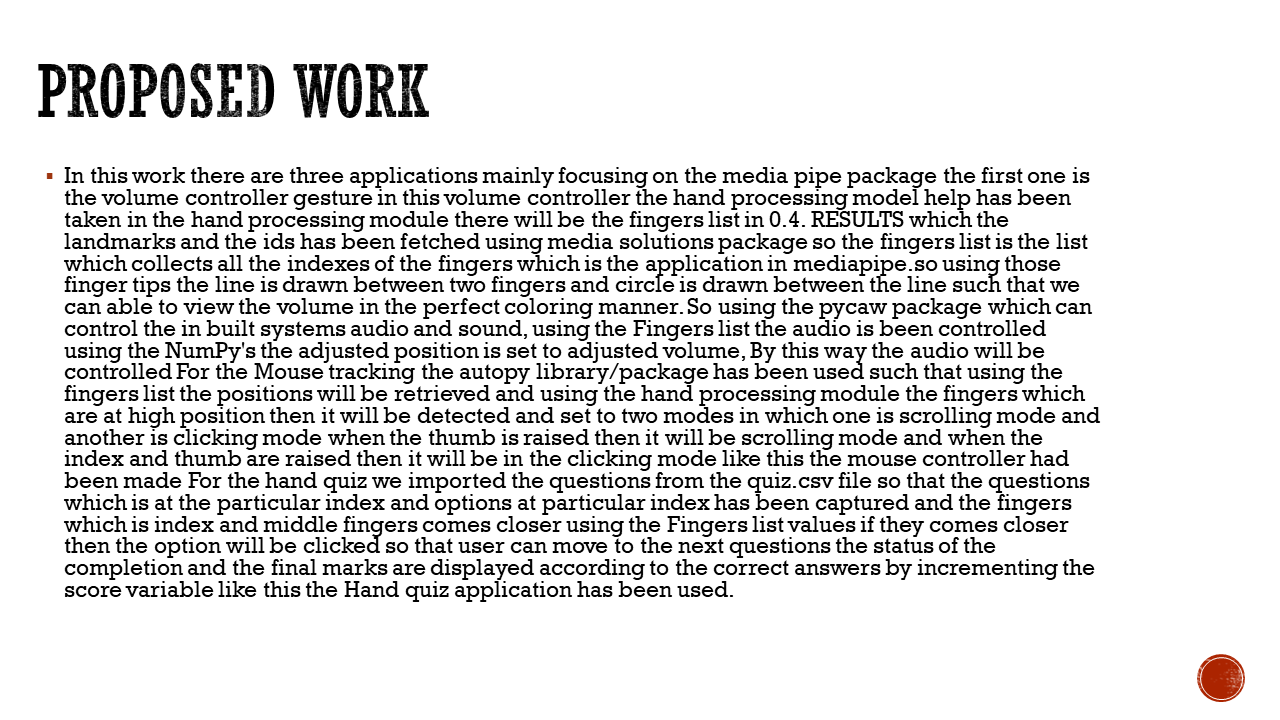 PROPOSED WORK
▪ In this work there are three applications mainly focusing on the media pipe package the first one is
the volume controller gesture in this volume controller the hand processing model help has been
taken in the hand processing module there will be the fingers list in 0.4. RESULTS which the
landmarks and the ids has been fetched using media solutions package so the fingers list is the list
which collects all the indexes of the fingers which is the application in mediapipe.so using those
finger tips the line is drawn between two fingers and circle is drawn between the line such that we
can able to view the volume in the perfect coloring manner. So using the pycaw package which can
control the in built systems audio and sound, using the Fingers list the audio is been controlled
using the NumPy's the adjusted position is set to adjusted volume, By this way the audio will be
controlled For the Mouse tracking the autopy library/package has been used such that using the
fingers list the positions will be retrieved and using the hand processing module the fingers which
are at high position then it will be detected and set to two modes in which one is scrolling mode and
another is clicking mode when the thumb is raised then it will be scrolling mode and when the
index and thumb are raised then it will be in the clicking mode like this the mouse controller had
been made For the hand quiz we imported the questions from the quiz.csv file so that the questions
which is at the particular index and options at particular index has been captured and the fingers
which is index and middle fingers comes closer using the Fingers list values if they comes closer
then the option will be clicked so that user can move to the next questions the status of the
completion and the final marks are displayed according to the correct answers by incrementing the
score variable like this the Hand quiz application has been used.